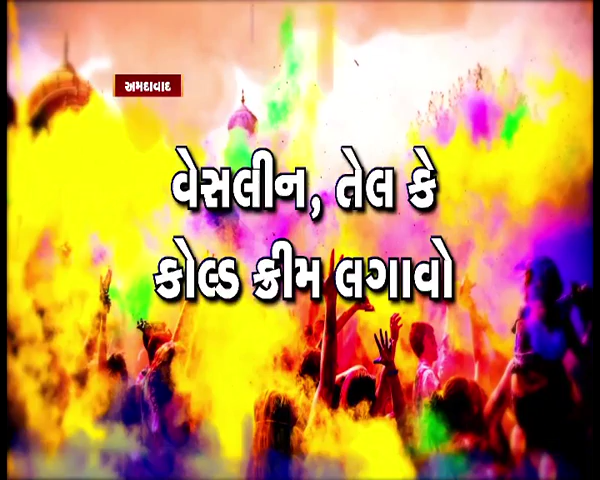 અમદાવાદ
વેસલીન, તેલ કે
કોલ્ડ ક્રીમ લગાવો